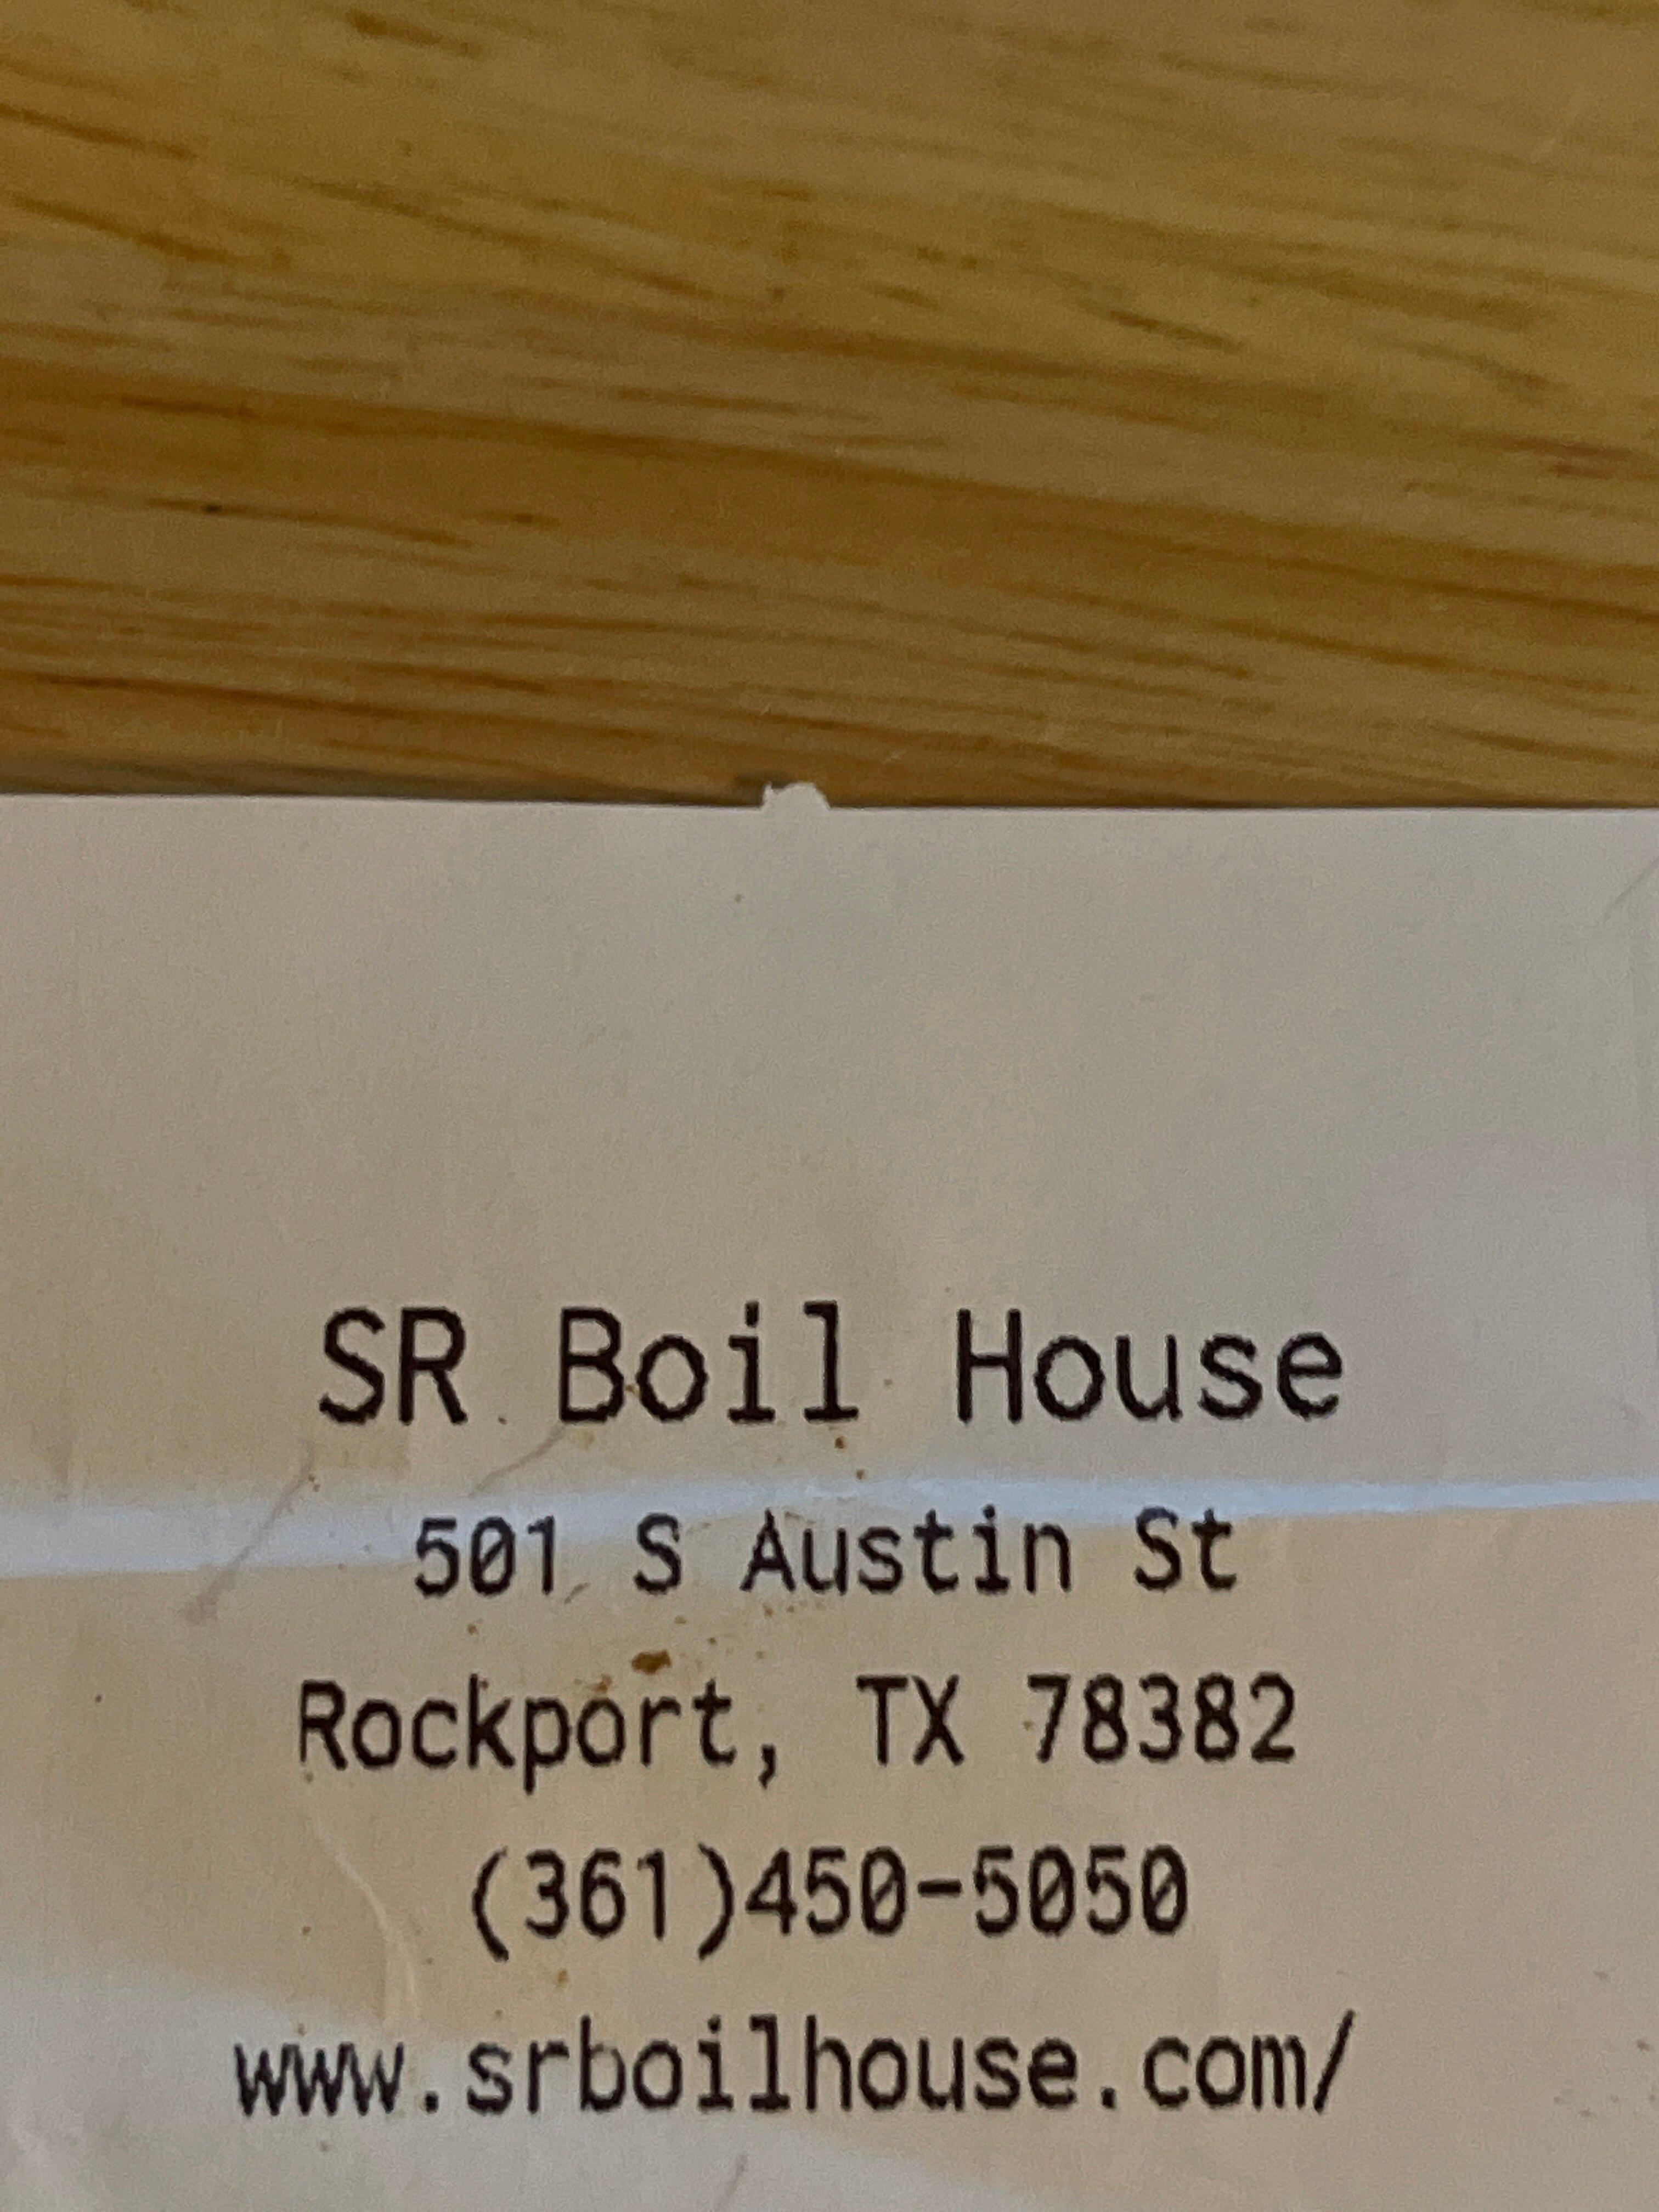 SR Boil House
501 S Austin St
Rockport, TX 78382
(361)450-5050
www.srboilhouse.com/